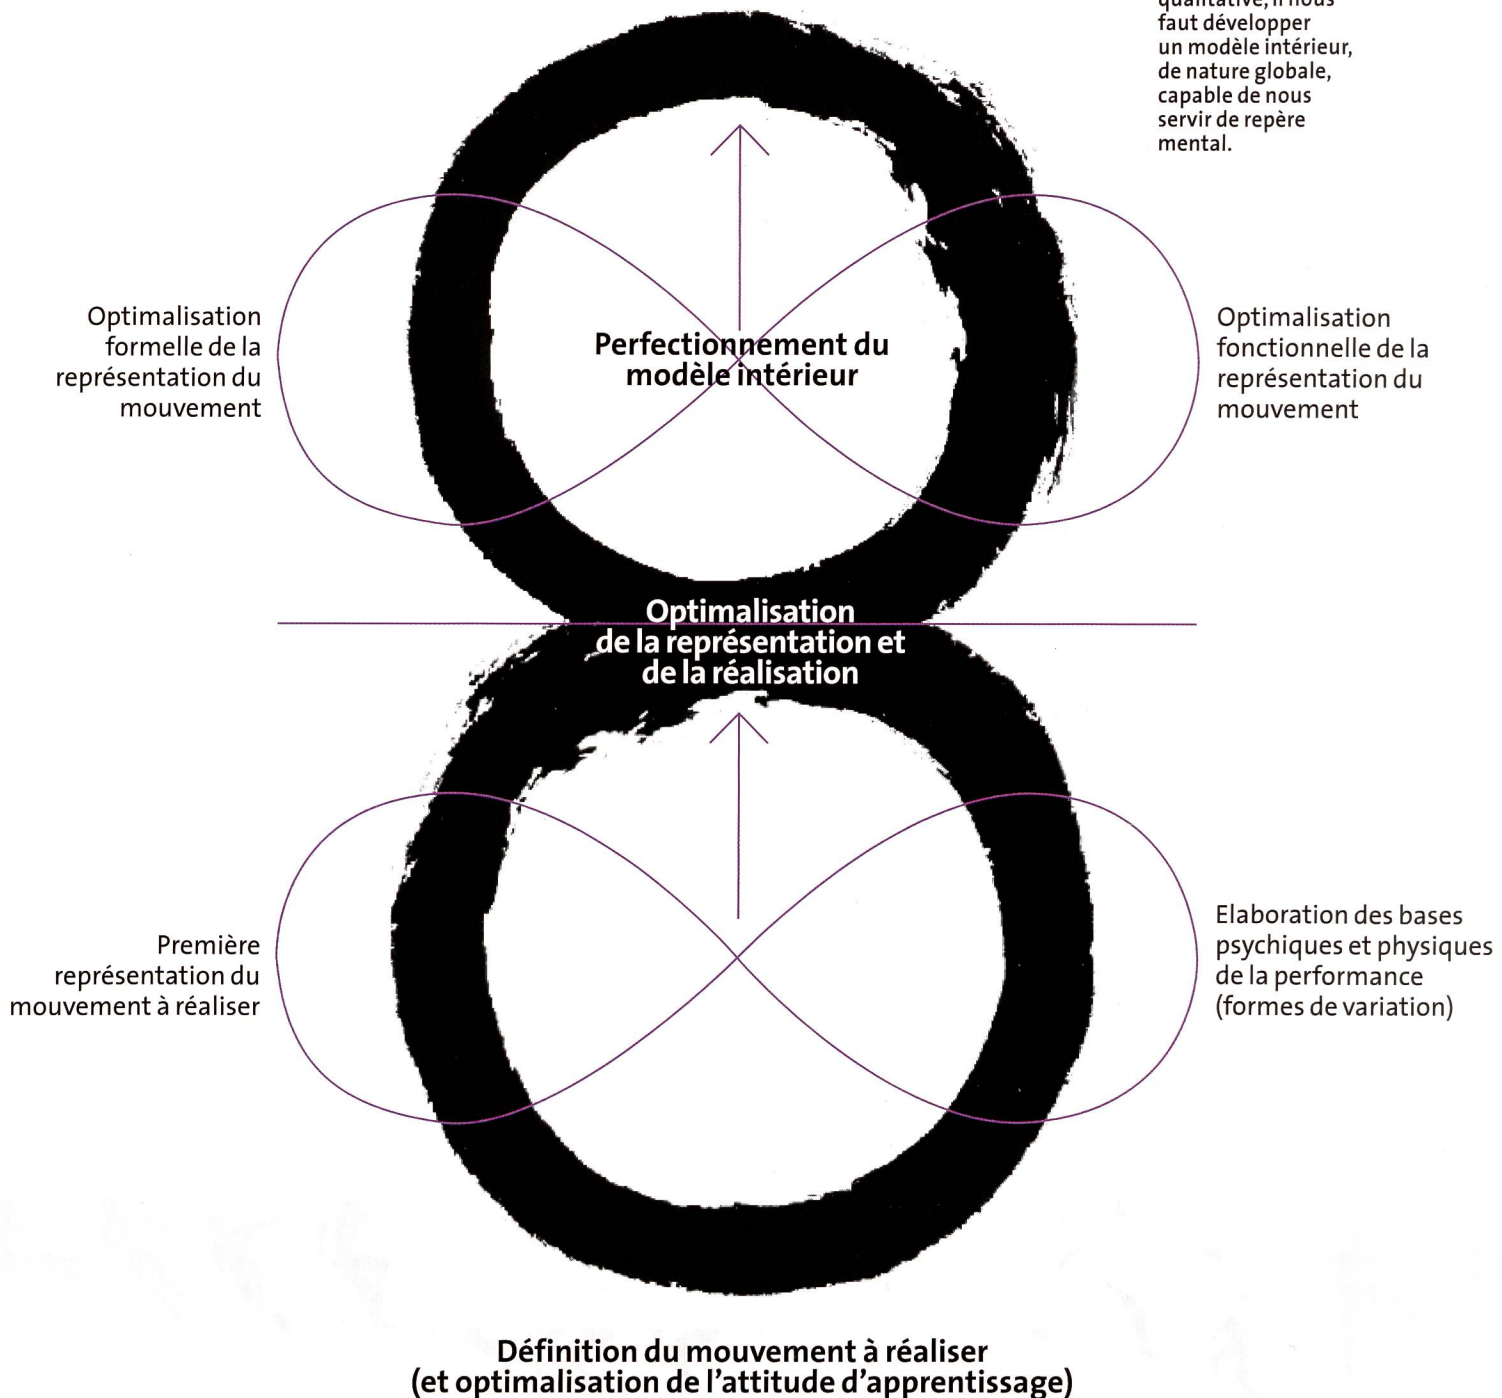 qualitative, il nous
faut développer
un modèle intérieur,
de nature globale,
capable de nous
servir de repère
mental.
Optimalisation
formelle de la
représentation du
mouvement
Perfectionnement du
modèle intérieur
Optimalisation
fonctionnelle de la
représentation du
mouvement
Optimalisation
de la représentation et
de la réalisation
Première
représentation du
mouvement à réaliser
Elaboration des bases
psychiques et physiques
de la performance
(formes de variation)
Définition du mouvement à réaliser
(et optimalisation de l'attitude d'apprentissage)